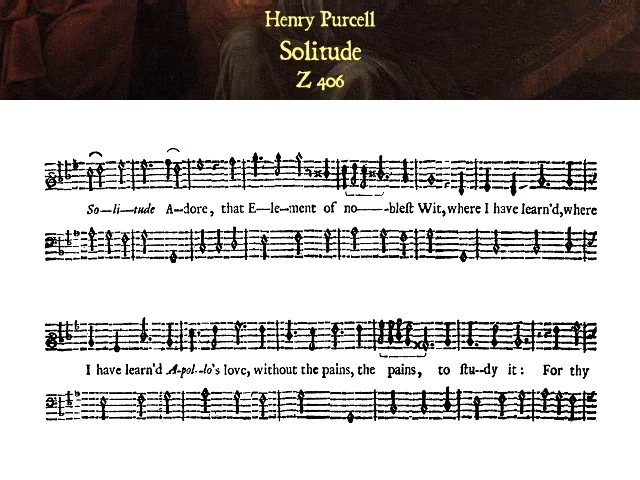 Henry Purcell
Solitude
Z 406
So—li—tude A—dore, that E—le—ment of no——bleſt Wit, where I have learn'd, where
I have learn'd A-pol--lo's love, without the pains, the pains, to ſtu--dy it: For thy